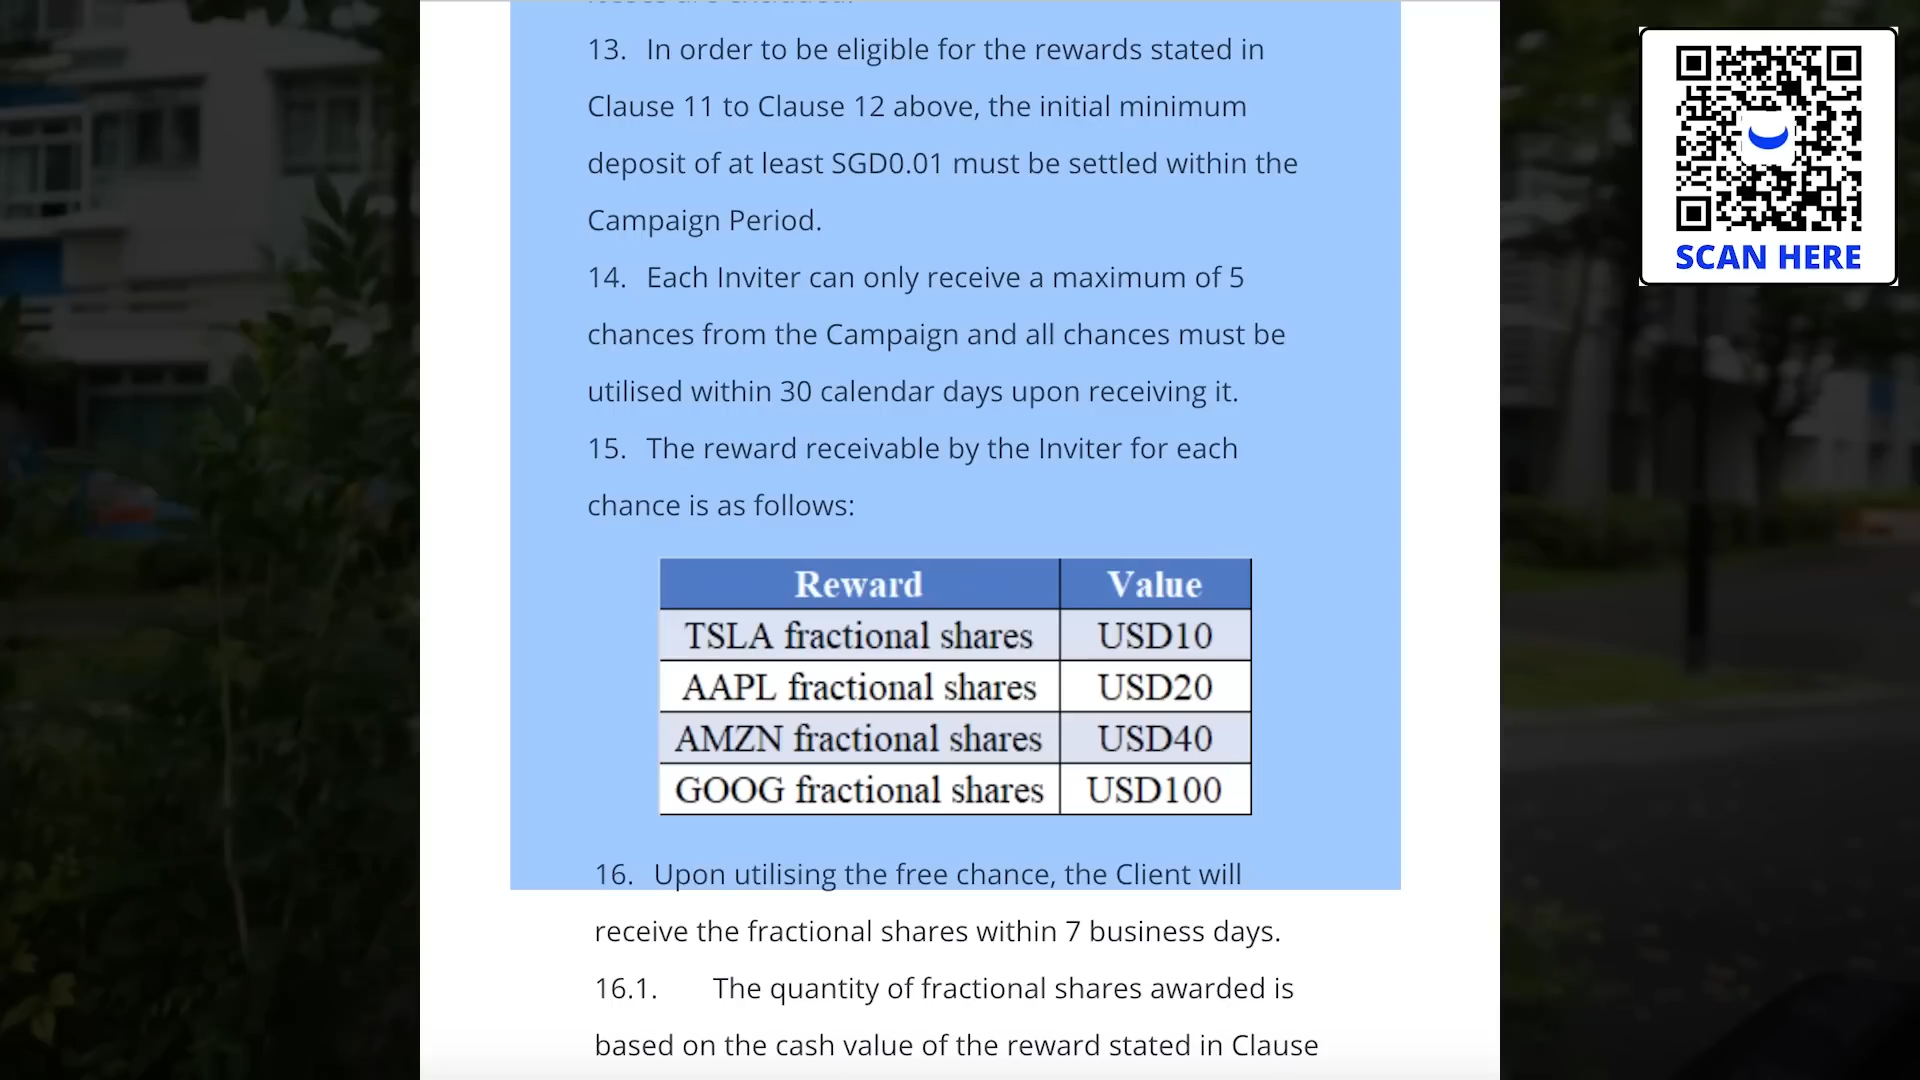 13. In order to be eligible for the rewards stated in
Clause 11 to Clause 12 above, the initial minimum
deposit of at least SGD0.01 must be settled within the
Campaign Period.
14. Each Inviter can only receive a maximum of 5
chances from the Campaign and all chances must be
utilised within 30 calendar days upon receiving it.
15. The reward receivable by the Inviter for each
chance is as follows:
Reward Value
TSLA fractional shares USD10
AAPL fractional shares USD20
AMZN fractional shares USD40
GOOG fractional shares USD100
16. Upon utilising the free chance, the Client will
receive the fractional shares within 7 business days.
16.1. The quantity of fractional shares awarded is
based on the cash value of the reward stated in Clause
SCAN HERE